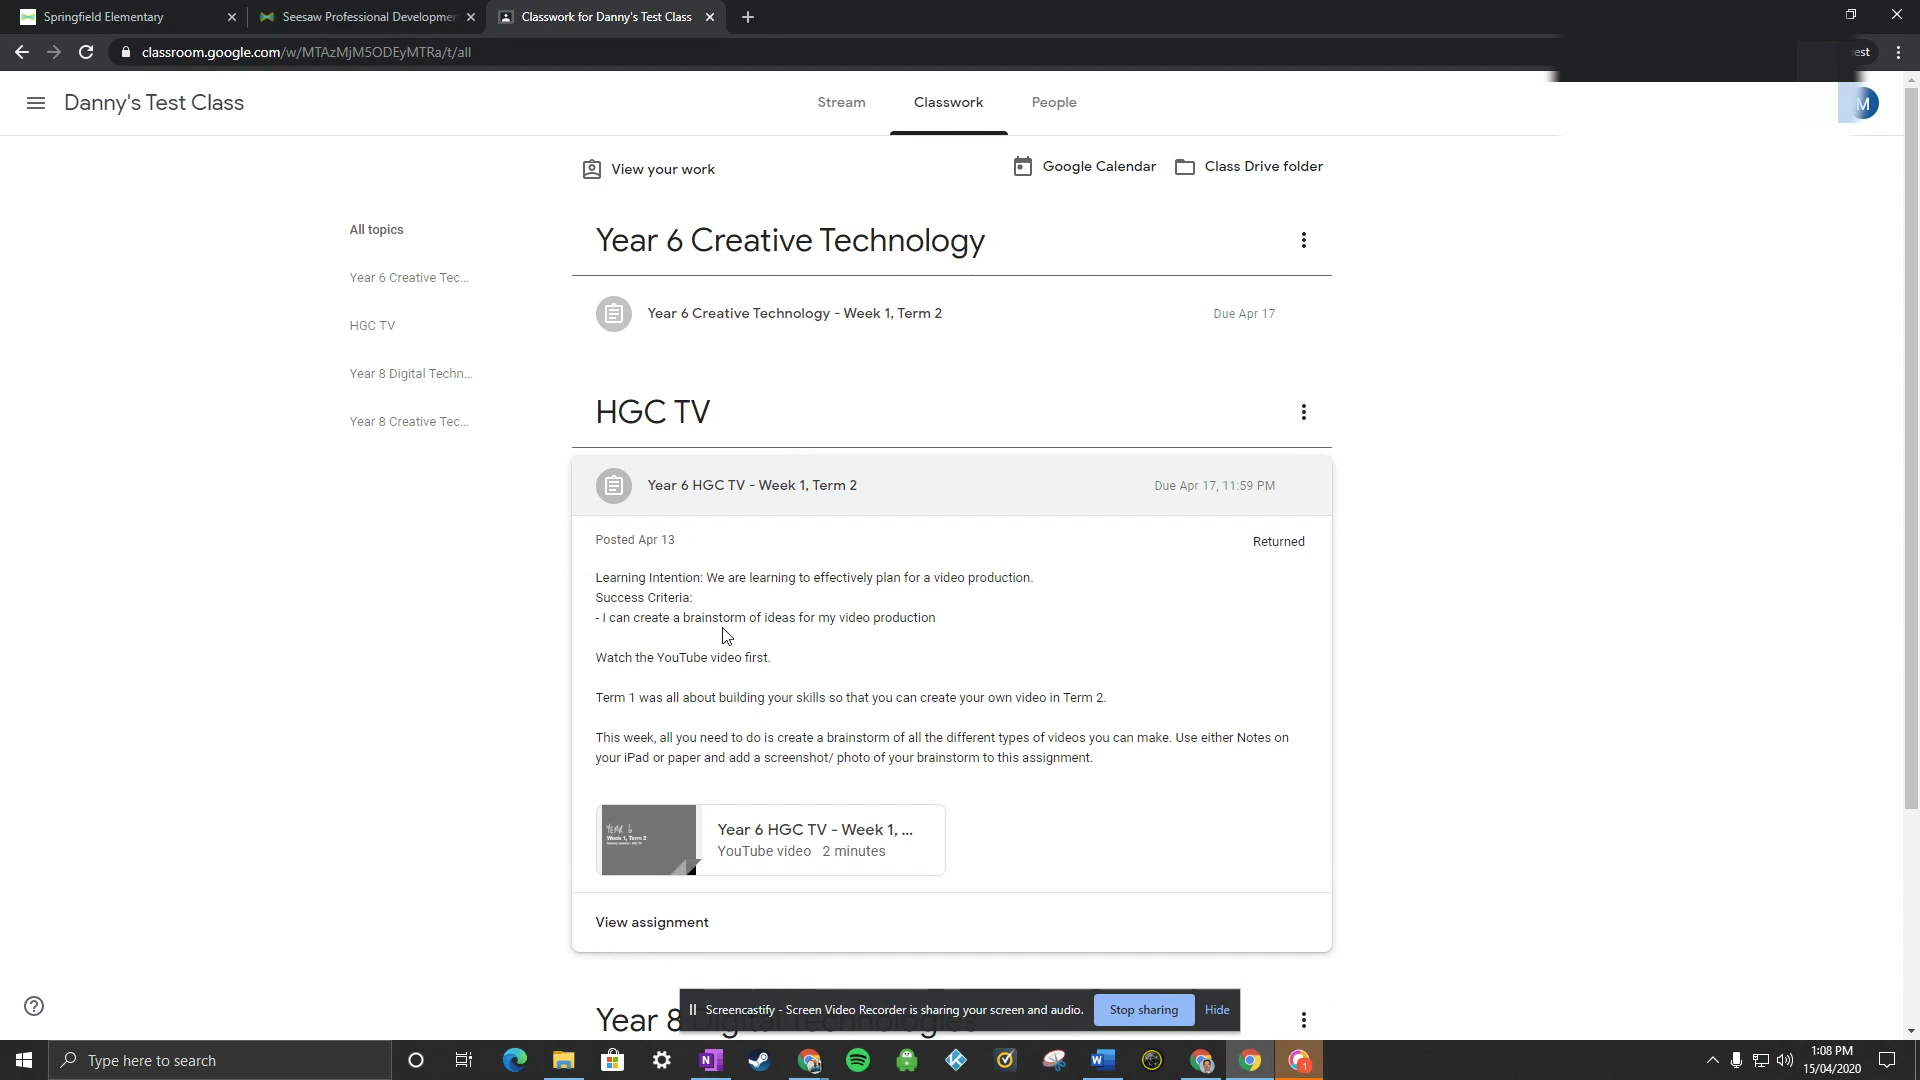 Springfield Elementary
Seesaw Professional Developmen
Classwork for Danny's Test Class
classroom.google.com/w/MTAzMjM5ODEyMTRa/t/all
est
Danny's Test Class
Stream
Classwork
People
M
View your work
Google Calendar
Class Drive folder
All topics
Year 6 Creative Tec...
HGC TV
Year 8 Digital Techn...
Year 8 Creative Tec...
Year 6 Creative Technology
Year 6 Creative Technology - Week 1, Term 2
Due Apr 17
HGC TV
Year 6 HGC TV - Week 1, Term 2
Due Apr 17, 11:59 PM
Posted Apr 13
Returned
Learning Intention: We are learning to effectively plan for a video production.
Success Criteria:
- I can create a brainstorm of ideas for my video production
Watch the YouTube video first.
Term 1 was all about building your skills so that you can create your own video in Term 2.
This week, all you need to do is create a brainstorm of all the different types of videos you can make. Use either Notes on
your iPad or paper and add a screenshot/ photo of your brainstorm to this assignment.
YEAR 6
Week 1, Term 2
Year 6 HGC TV - Week 1, ...
YouTube video 2 minutes
View assignment
Year 8 Digital Technologies
Screencastify - Screen Video Recorder is sharing your screen and audio.
Stop sharing
Hide
Type here to search
1:08 PM
15/04/2020